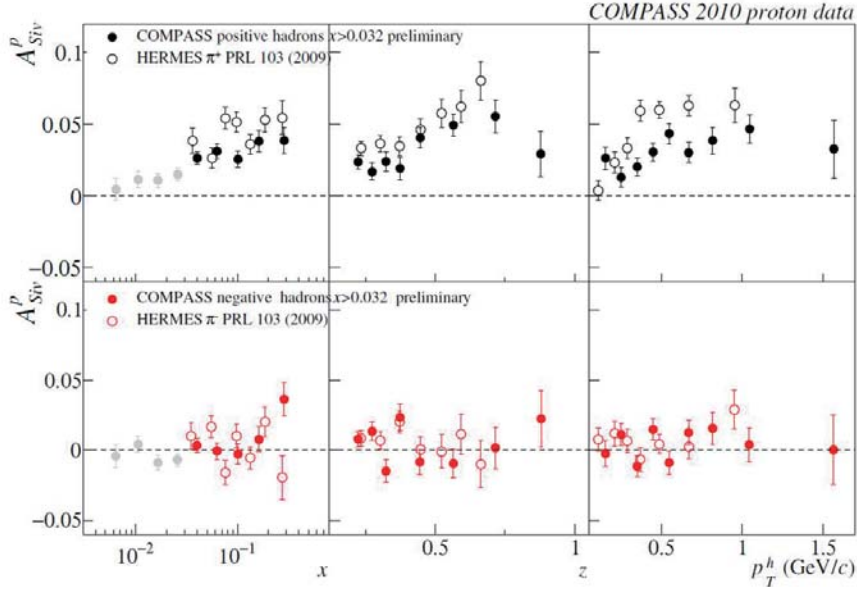 COMPASS 2010 proton data
A^p_Siv
0.1
0.05
0
−0.05
COMPASS positive hadrons x>0.032 preliminary
HERMES π⁺ PRL 103 (2009)
A^p_Siv
0.1
0.05
0
−0.05
COMPASS negative hadrons x>0.032 preliminary
HERMES π⁻ PRL 103 (2009)
10⁻² 10⁻¹ 0.5 1 0.5 1 1.5
x z p^h_T (GeV/c)